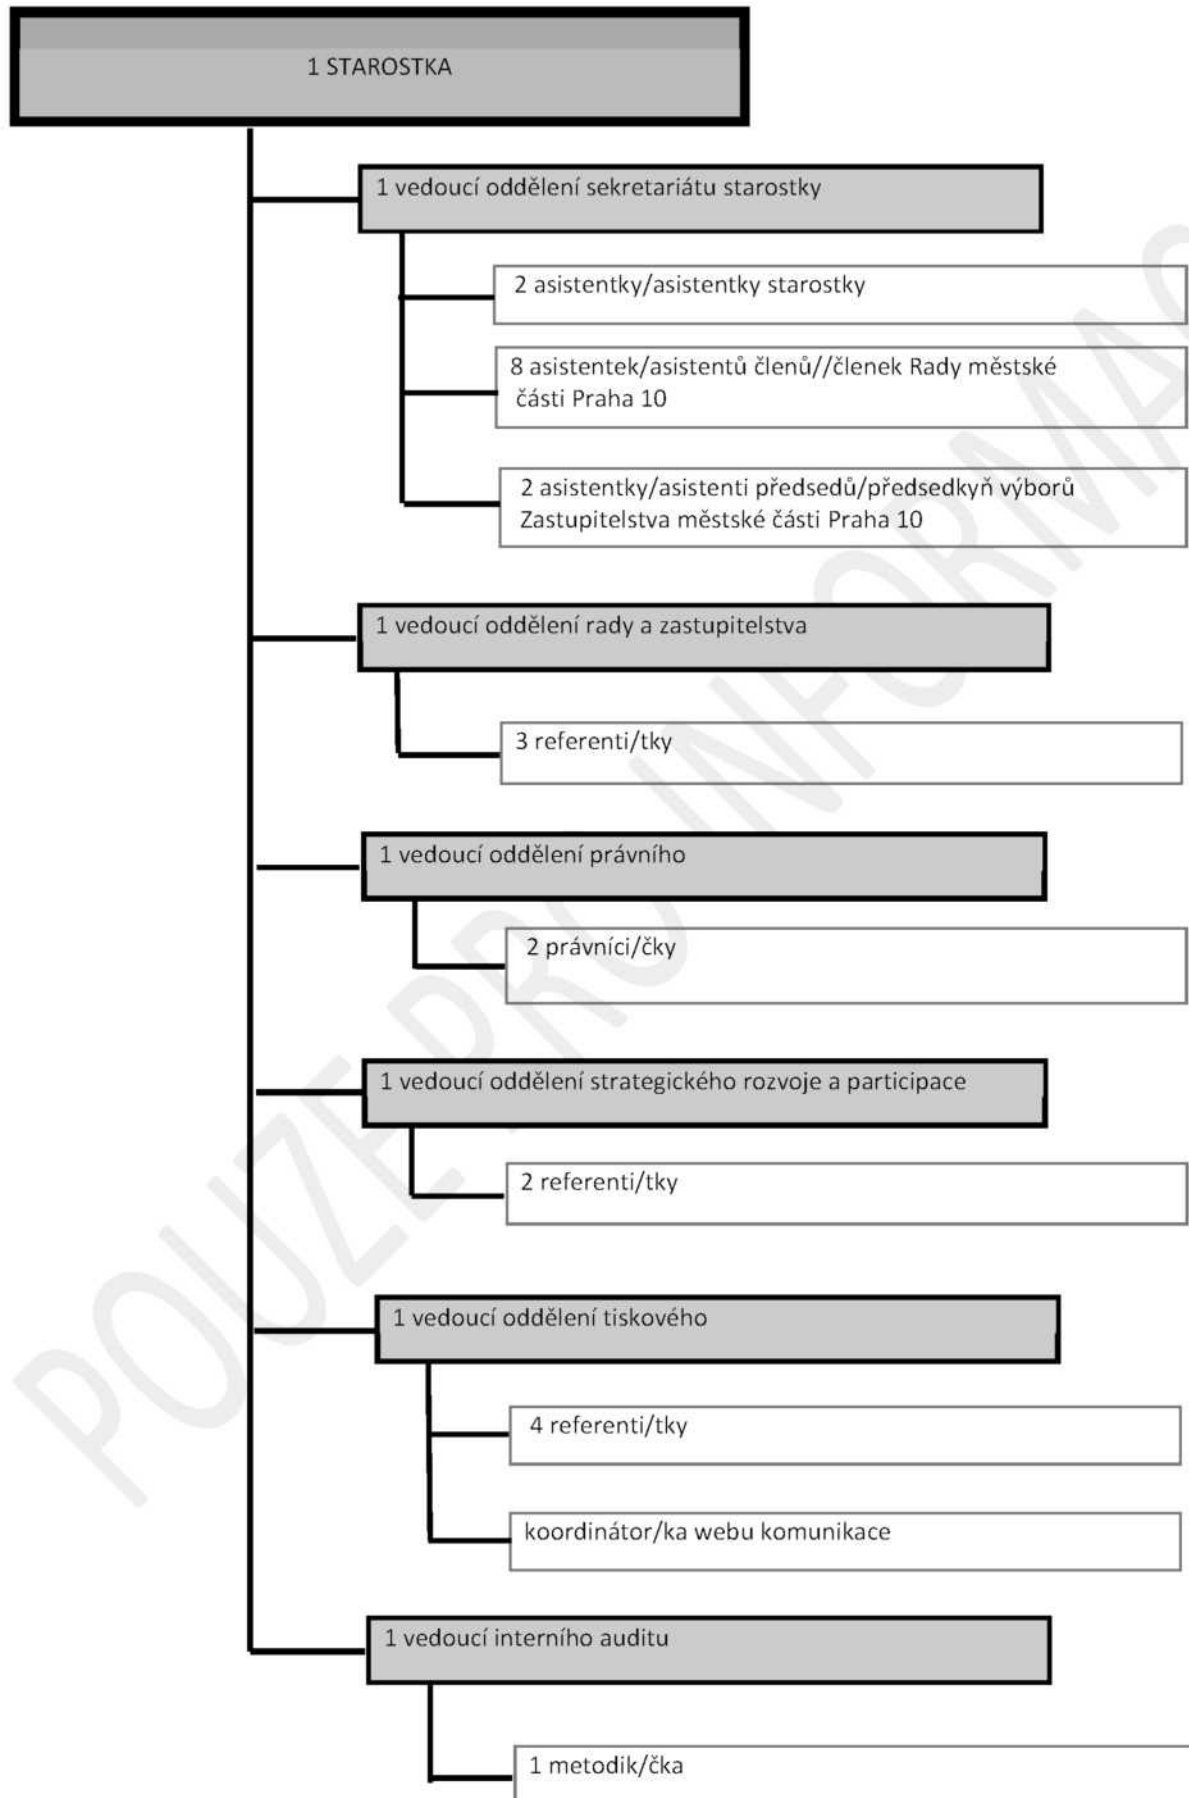 1 STAROSTKA
1 vedoucí oddělení sekretariátu starostky
2 asistentky/asistentky starostky
8 asistentek/asistentů členů//členek Rady městské
části Praha 10
2 asistentky/asistenti předsedů/předsedkyň výborů
Zastupitelstva městské části Praha 10
1 vedoucí oddělení rady a zastupitelstva
3 referenti/tky
1 vedoucí oddělení právního
2 právníci/čky
1 vedoucí oddělení strategického rozvoje a participace
2 referenti/tky
1 vedoucí oddělení tiskového
4 referenti/tky
koordinátor/ka webu komunikace
1 vedoucí interního auditu
1 metodik/čka
POUZE PRO INFORMAC